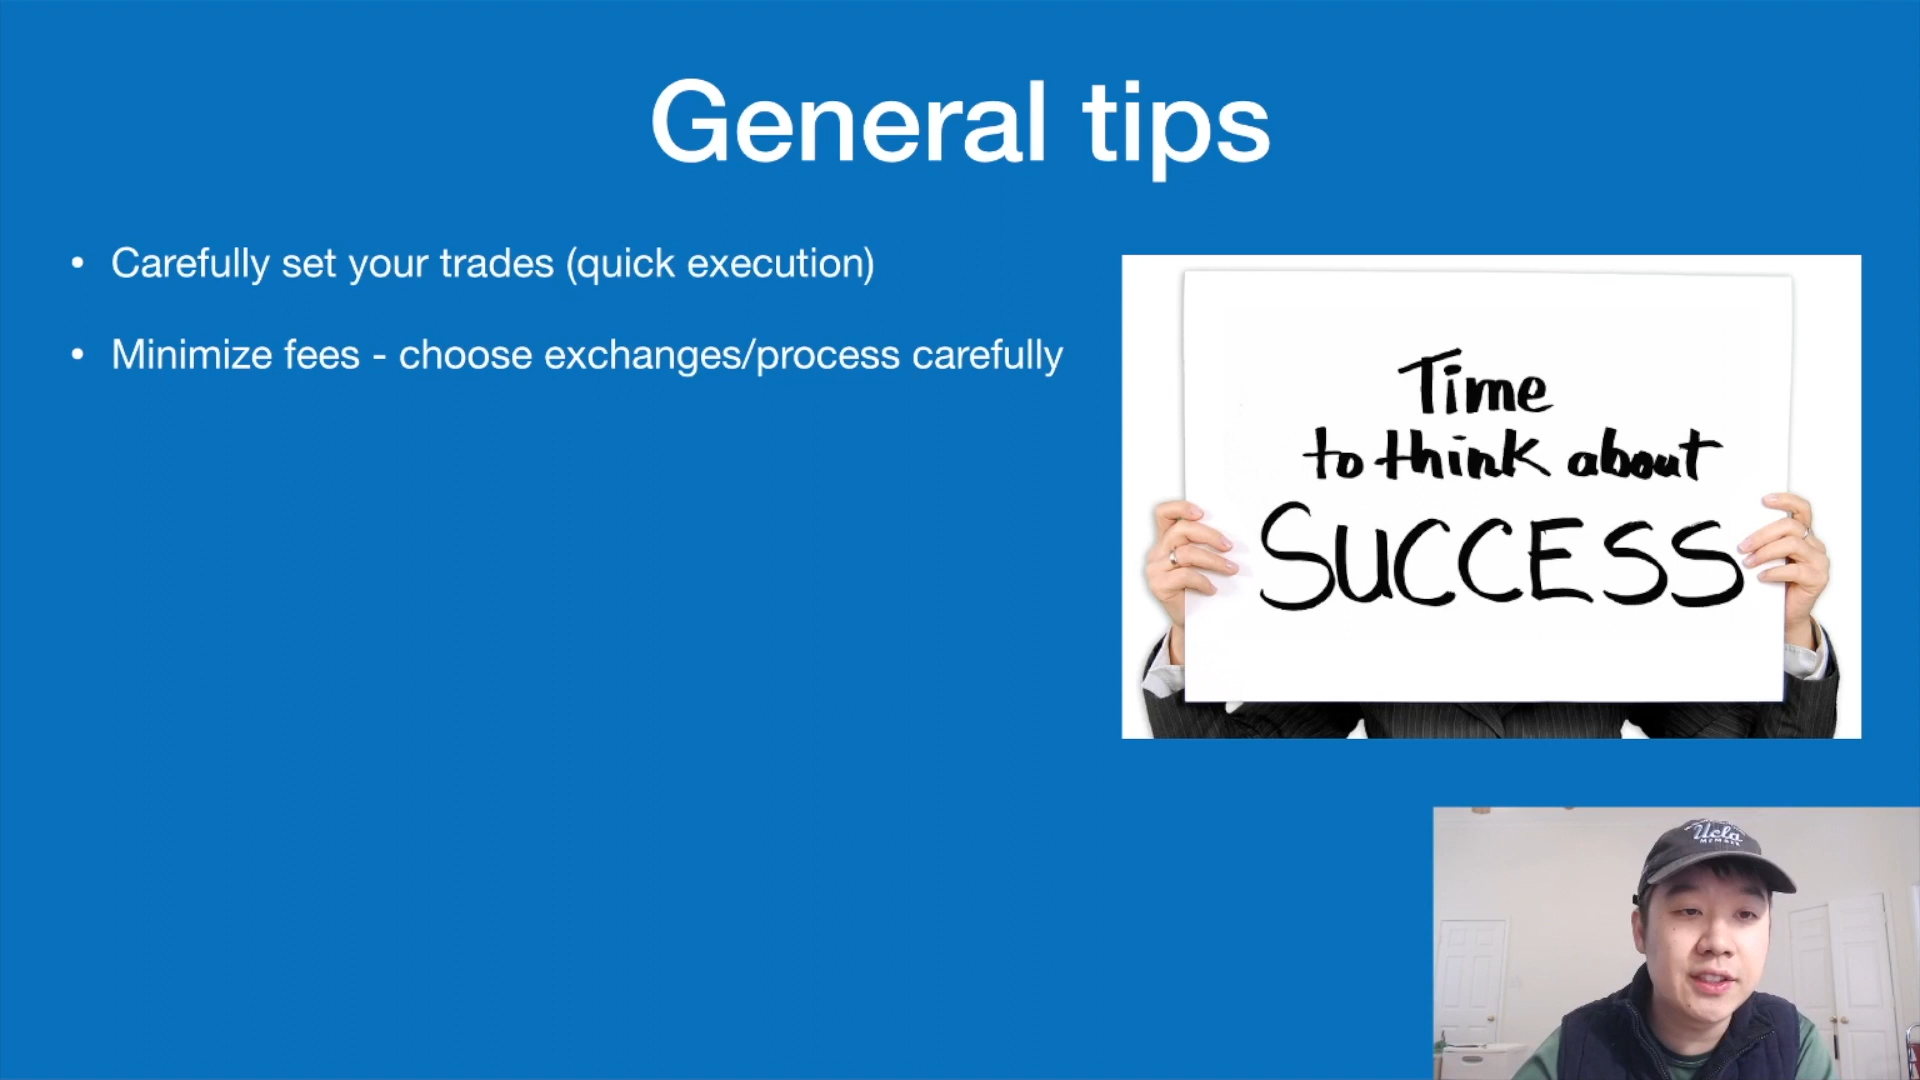 General tips
• Carefully set your trades (quick execution)
• Minimize fees - choose exchanges/process carefully
Time
to think about
SUCCESS
Ucla